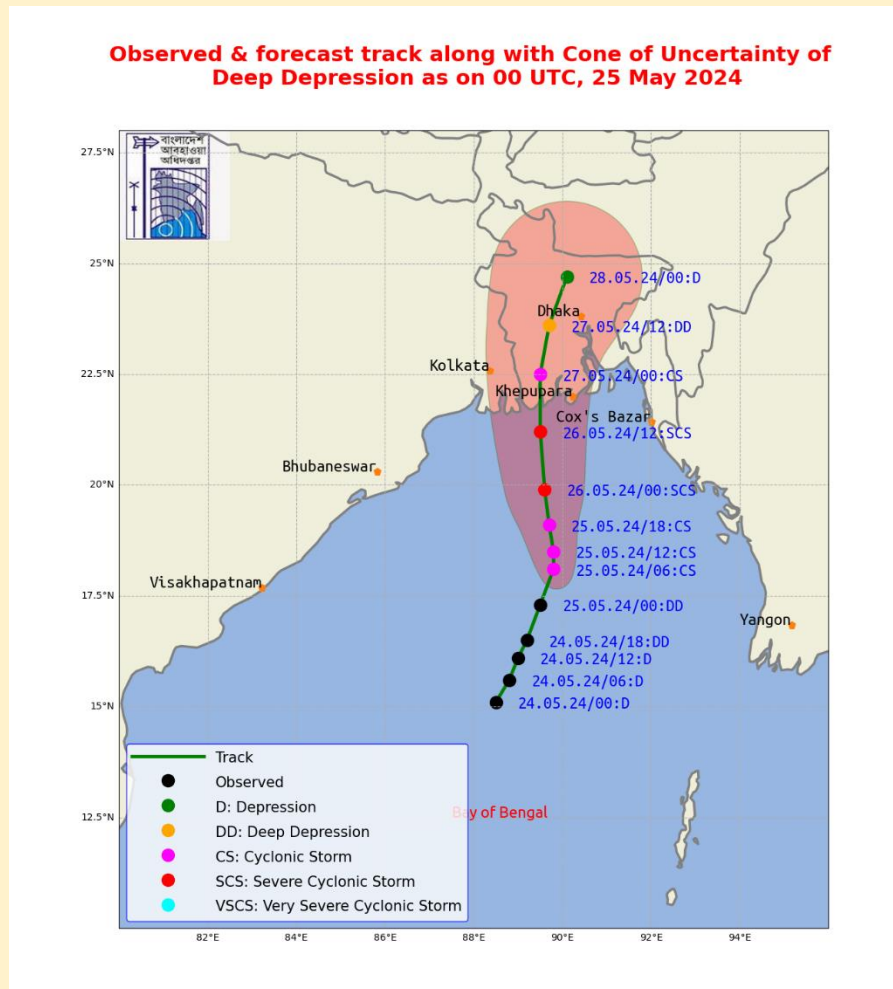 Observed & forecast track along with Cone of Uncertainty of
Deep Depression as on 00 UTC, 25 May 2024
বাংলাদেশ
আবহাওয়া
অধিদপ্তর
27.5°N
25°N
28.05.24/00:D
Dhaka
27.05.24/12:DD
Kolkata
22.5°N
27.05.24/00:CS
Khepupara
Cox's Bazar
26.05.24/12:SCS
Bhubaneswar
20°N
26.05.24/00:SCS
25.05.24/18:CS
25.05.24/12:CS
25.05.24/06:CS
Visakhapatnam
17.5°N
25.05.24/00:DD
Yangon
24.05.24/18:DD
24.05.24/12:D
24.05.24/06:D
15°N
24.05.24/00:D
Track
Observed
D: Depression
12.5°N
Bay of Bengal
DD: Deep Depression
CS: Cyclonic Storm
SCS: Severe Cyclonic Storm
VSCS: Very Severe Cyclonic Storm
82°E 84°E 86°E 88°E 90°E 92°E 94°E